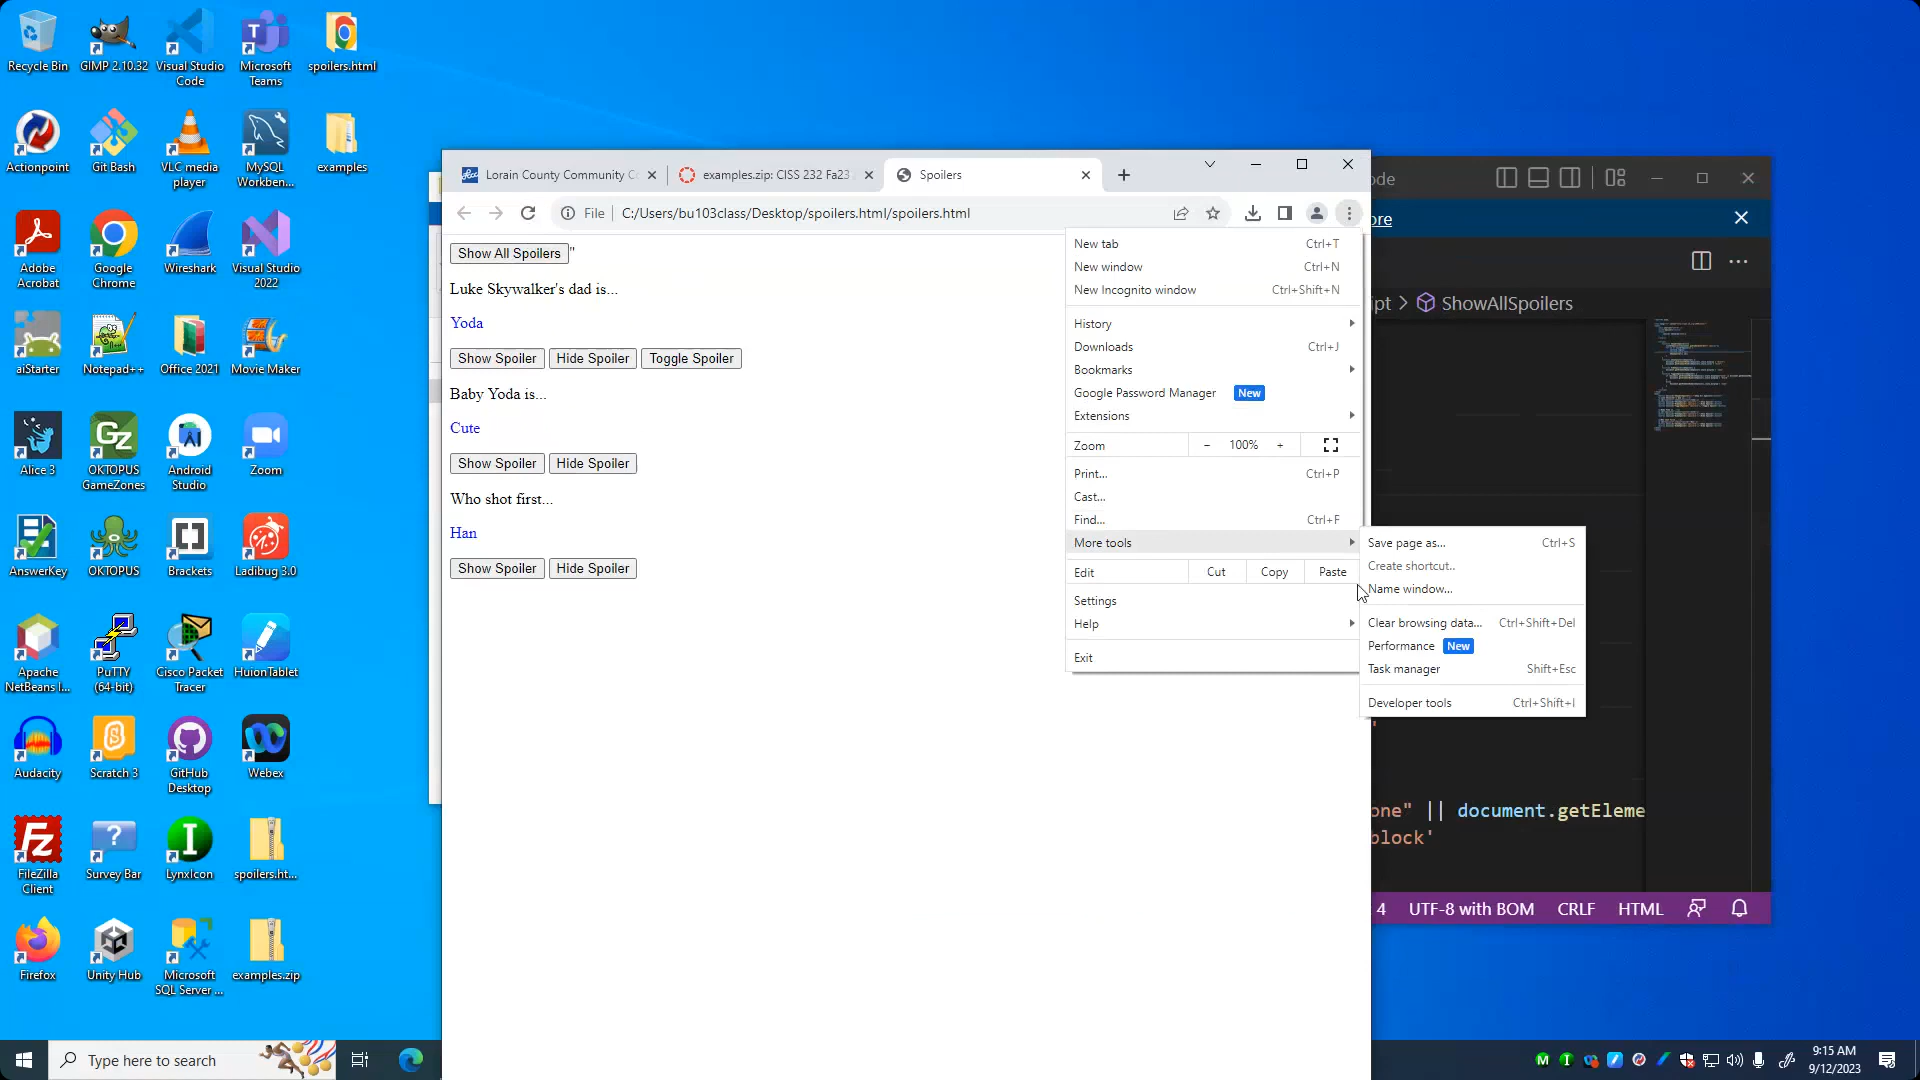 Recycle Bin
GIMP 2.10.32
Visual Studio
Code
Microsoft
Teams
spoilers.html
Actionpoint
Git Bash
VLC media
player
MySQL
Workben...
examples
Adobe
Acrobat
Google
Chrome
Wireshark
Visual Studio
2022
aiStarter
Notepad++
Office 2021
Movie Maker
Alice 3
OKTOPUS
GameZones
Android
Studio
Zoom
AnswerKey
OKTOPUS
Brackets
Ladibug 3.0
Apache
NetBeans I...
PuTTY
(64-bit)
Cisco Packet
Tracer
HuionTablet
Audacity
Scratch 3
GitHub
Desktop
Webex
FileZilla
Client
Survey Bar
LynxIcon
spoilers.ht...
Firefox
Unity Hub
Microsoft
SQL Server ...
examples.zip
Lorain County Community C
examples.zip: CISS 232 Fa23
Spoilers
File
C:/Users/bu103class/Desktop/spoilers.html/spoilers.html
Show All Spoilers"
Luke Skywalker's dad is...
Yoda
Show Spoiler Hide Spoiler Toggle Spoiler
Baby Yoda is...
Cute
Show Spoiler Hide Spoiler
Who shot first...
Han
Show Spoiler Hide Spoiler
New tab Ctrl+T
New window Ctrl+N
New Incognito window Ctrl+Shift+N
History
Downloads Ctrl+J
Bookmarks
Google Password Manager New
Extensions
Zoom - 100% +
Print... Ctrl+P
Cast...
Find... Ctrl+F
More tools
Edit Cut Copy Paste
Settings
Help
Exit
Save page as... Ctrl+S
Create shortcut..
Name window...
Clear browsing data... Ctrl+Shift+Del
Performance New
Task manager Shift+Esc
Developer tools Ctrl+Shift+I
ode
ore
ipt > ShowAllSpoilers
one" || document.getEleme
block'
4 UTF-8 with BOM CRLF HTML
Type here to search
9:15 AM
9/12/2023